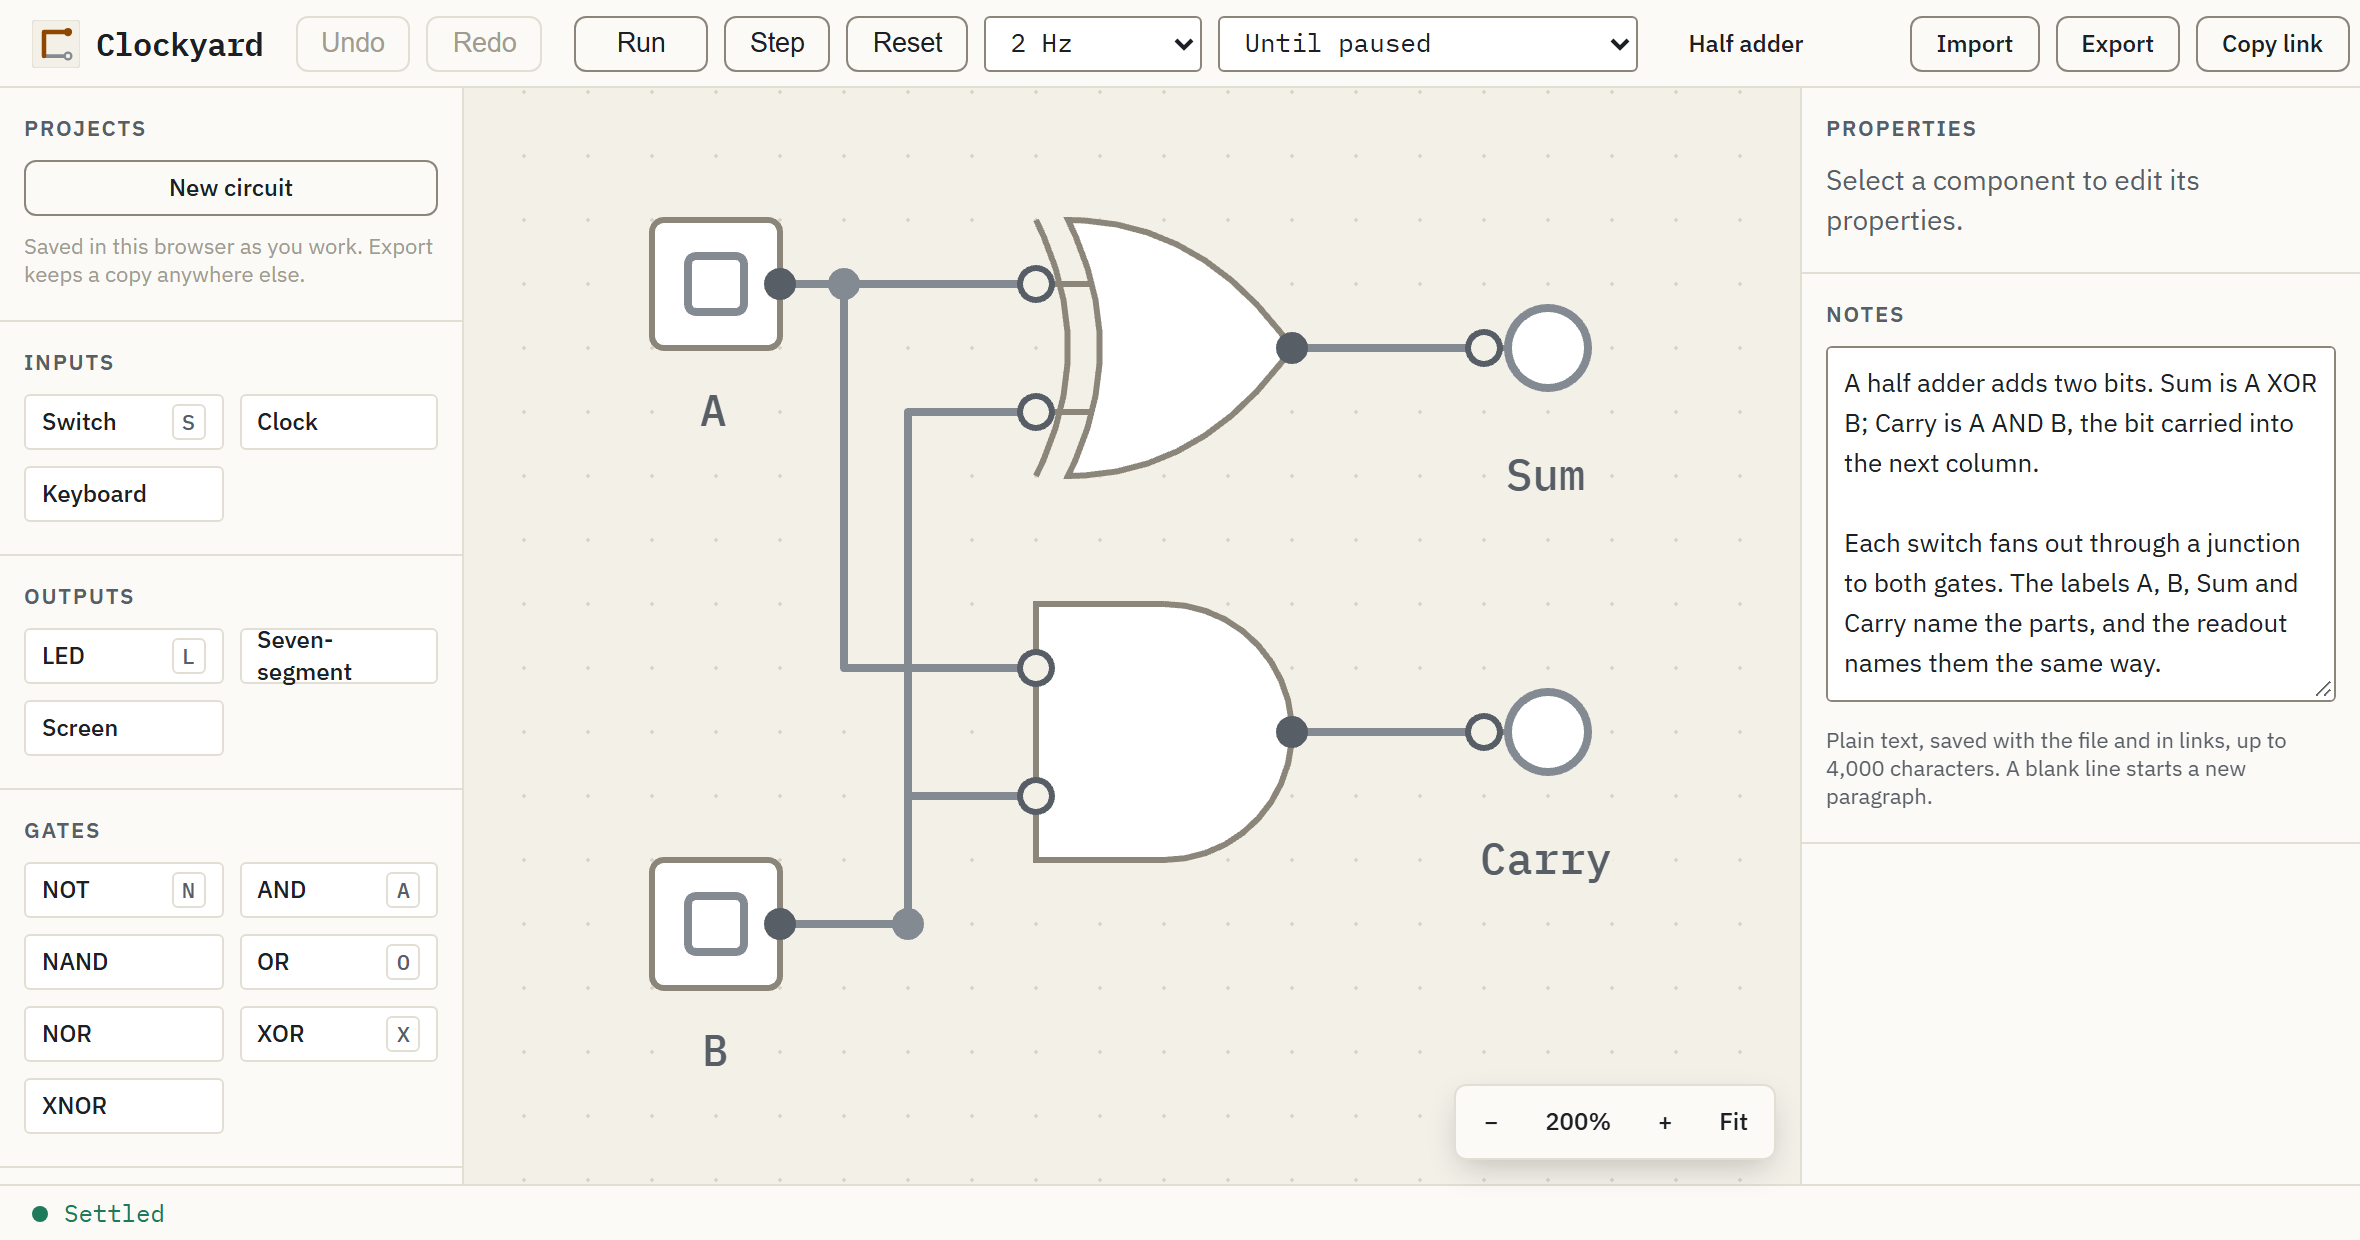 Clockyard
Undo
Redo
Run
Step
Reset
2 Hz
Until paused
Half adder
Import
Export
Copy link
PROJECTS
New circuit
Saved in this browser as you work. Export
keeps a copy anywhere else.
INPUTS
Switch S
Clock
Keyboard
OUTPUTS
LED L
Seven-
segment
Screen
GATES
NOT N
AND A
NAND
OR O
NOR
XOR X
XNOR
A
Sum
Carry
B
− 200% + Fit
PROPERTIES
Select a component to edit its
properties.
NOTES
A half adder adds two bits. Sum is A XOR
B; Carry is A AND B, the bit carried into
the next column.
Each switch fans out through a junction
to both gates. The labels A, B, Sum and
Carry name the parts, and the readout
names them the same way.
Plain text, saved with the file and in links, up to
4,000 characters. A blank line starts a new
paragraph.
Settled